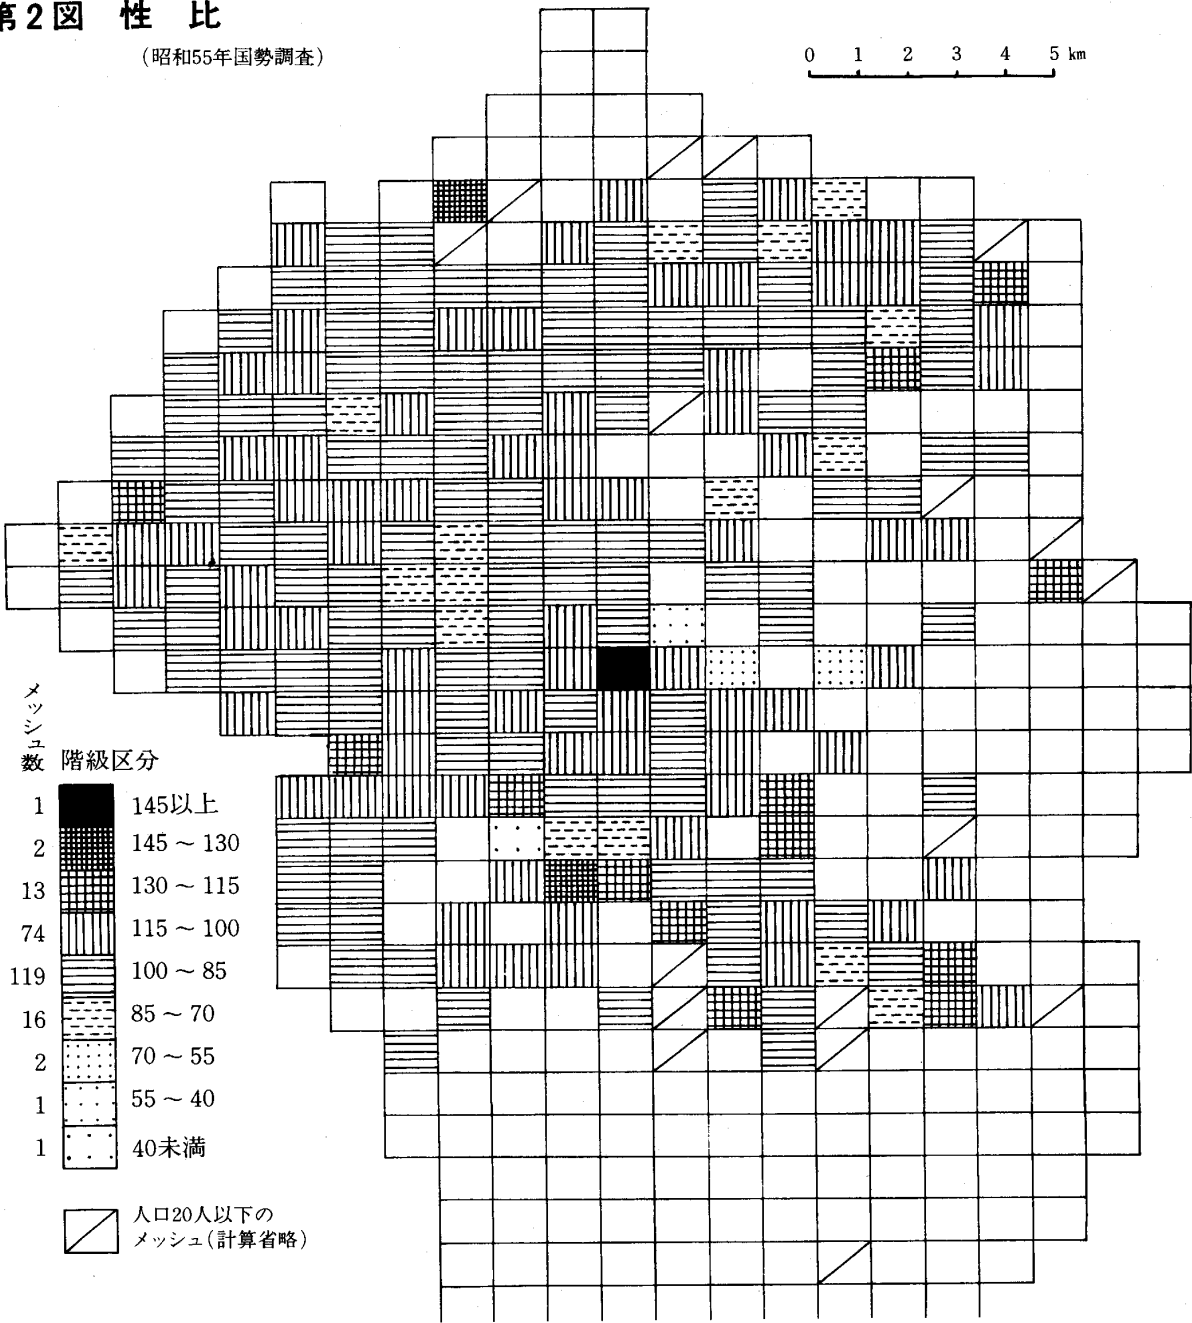 第2図 性比
(昭和55年国勢調査)
0 1 2 3 4 5 km
メッシュ数 階級区分
1 145以上
2 145～130
13 130～115
74 115～100
119 100～85
16 85～70
2 70～55
1 55～40
1 40未満
人口20人以下の
メッシュ(計算省略)